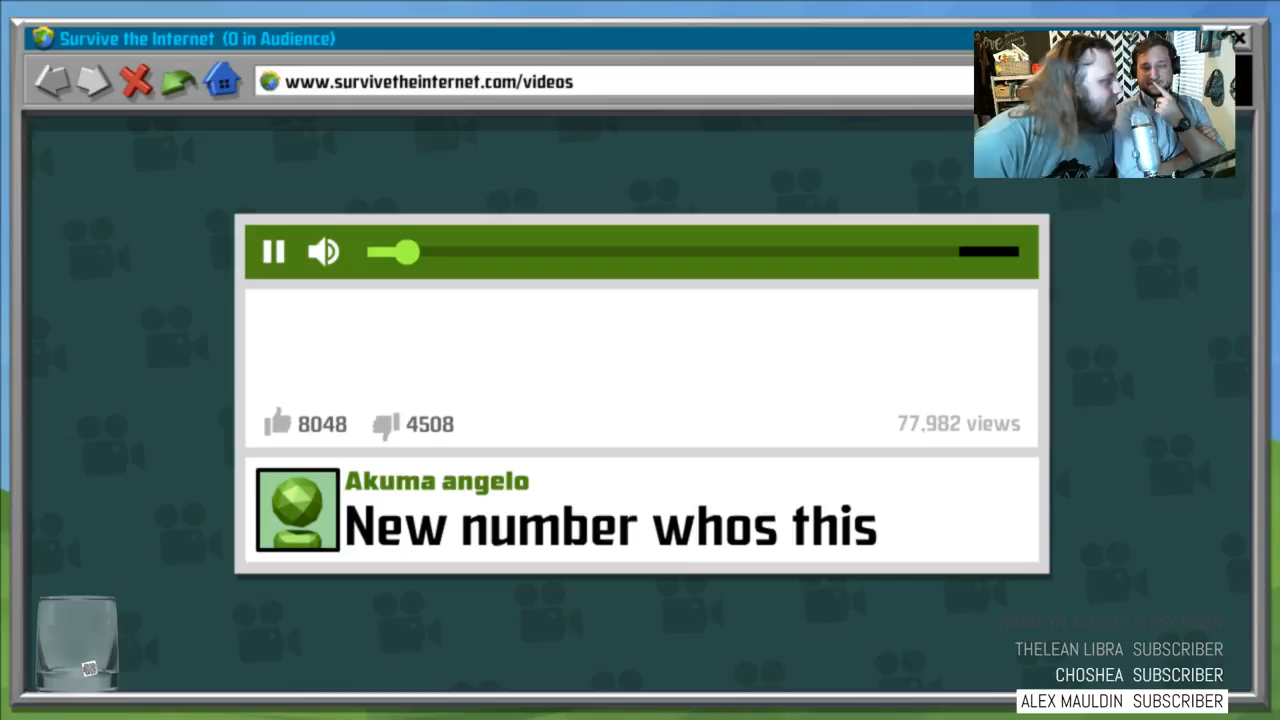 Survive the Internet (0 in Audience)
www.survivetheinternet.com/videos
8048
4508
77,982 views
Akuma angelo
New number whos this
THELEAN LIBRA SUBSCRIBER
CHOSHEA SUBSCRIBER
ALEX MAULDIN SUBSCRIBER